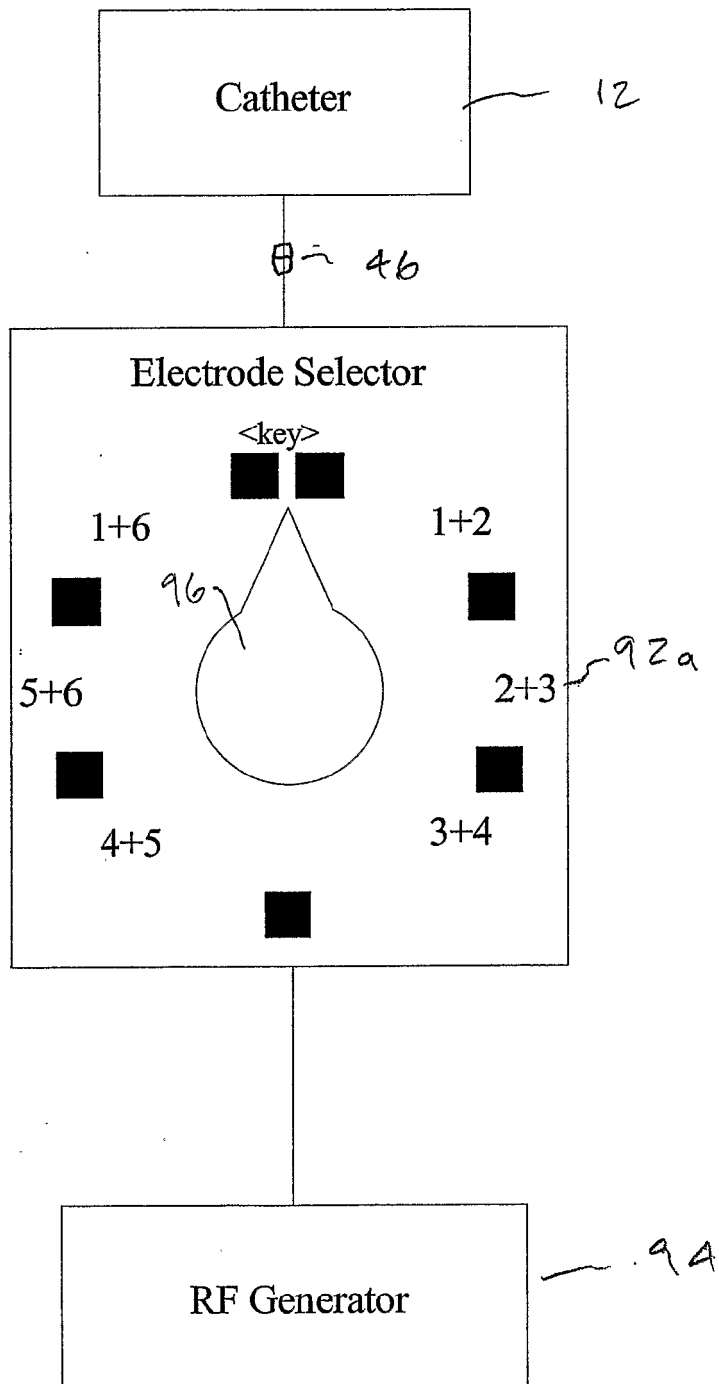 Catheter 12
46
Electrode Selector
<key>
1+6 1+2
96
92a
5+6 2+3
4+5 3+4
94
RF Generator